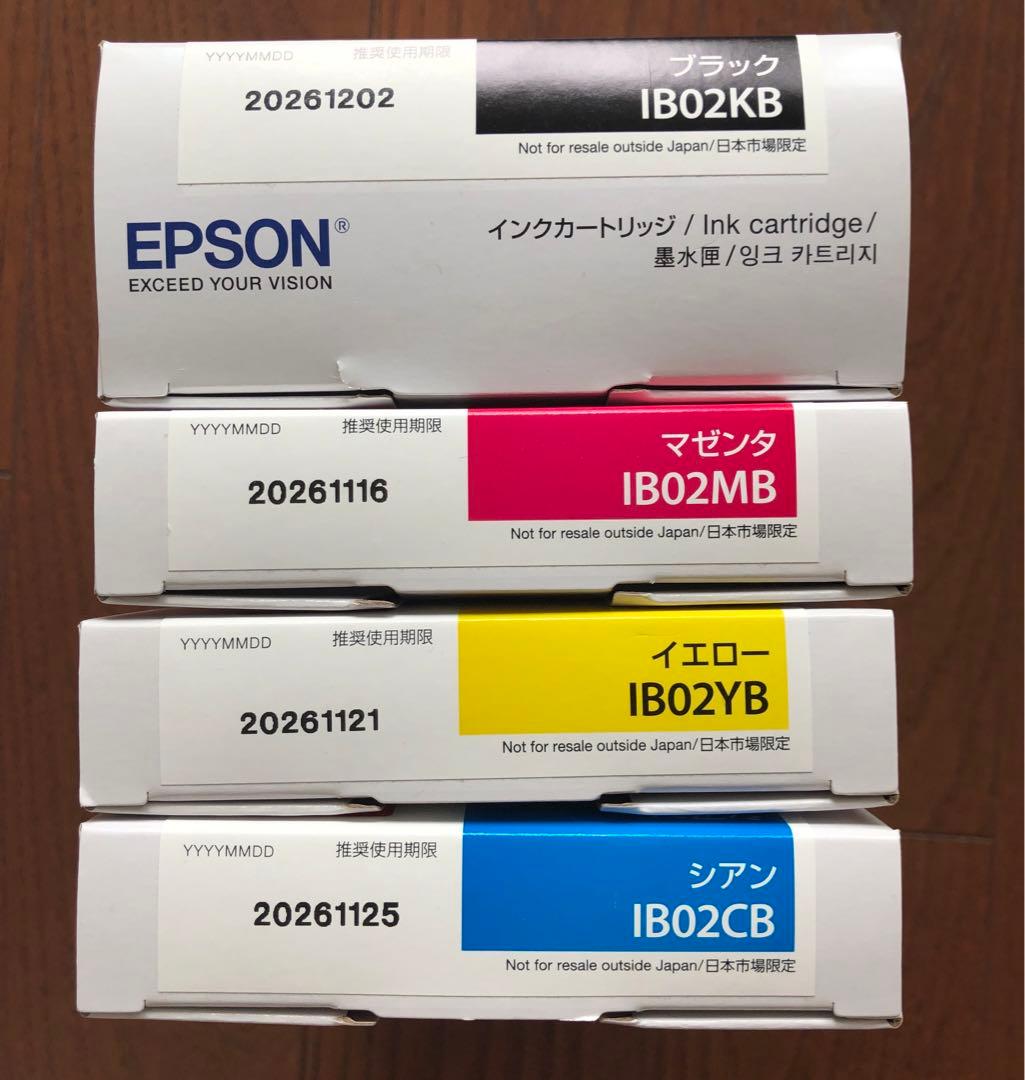 YYYYMMDD 推奨使用期限
20261202
ブラック
IB02KB
Not for resale outside Japan/日本市場限定
EPSON®
EXCEED YOUR VISION
インクカートリッジ / Ink cartridge/
墨水匣/잉크 카트리지
YYYYMMDD 推奨使用期限
20261116
マゼンタ
IB02MB
Not for resale outside Japan/日本市場限定
YYYYMMDD 推奨使用期限
20261121
イエロー
IB02YB
Not for resale outside Japan/日本市場限定
YYYYMMDD 推奨使用期限
20261125
シアン
IB02CB
Not for resale outside Japan/日本市場限定